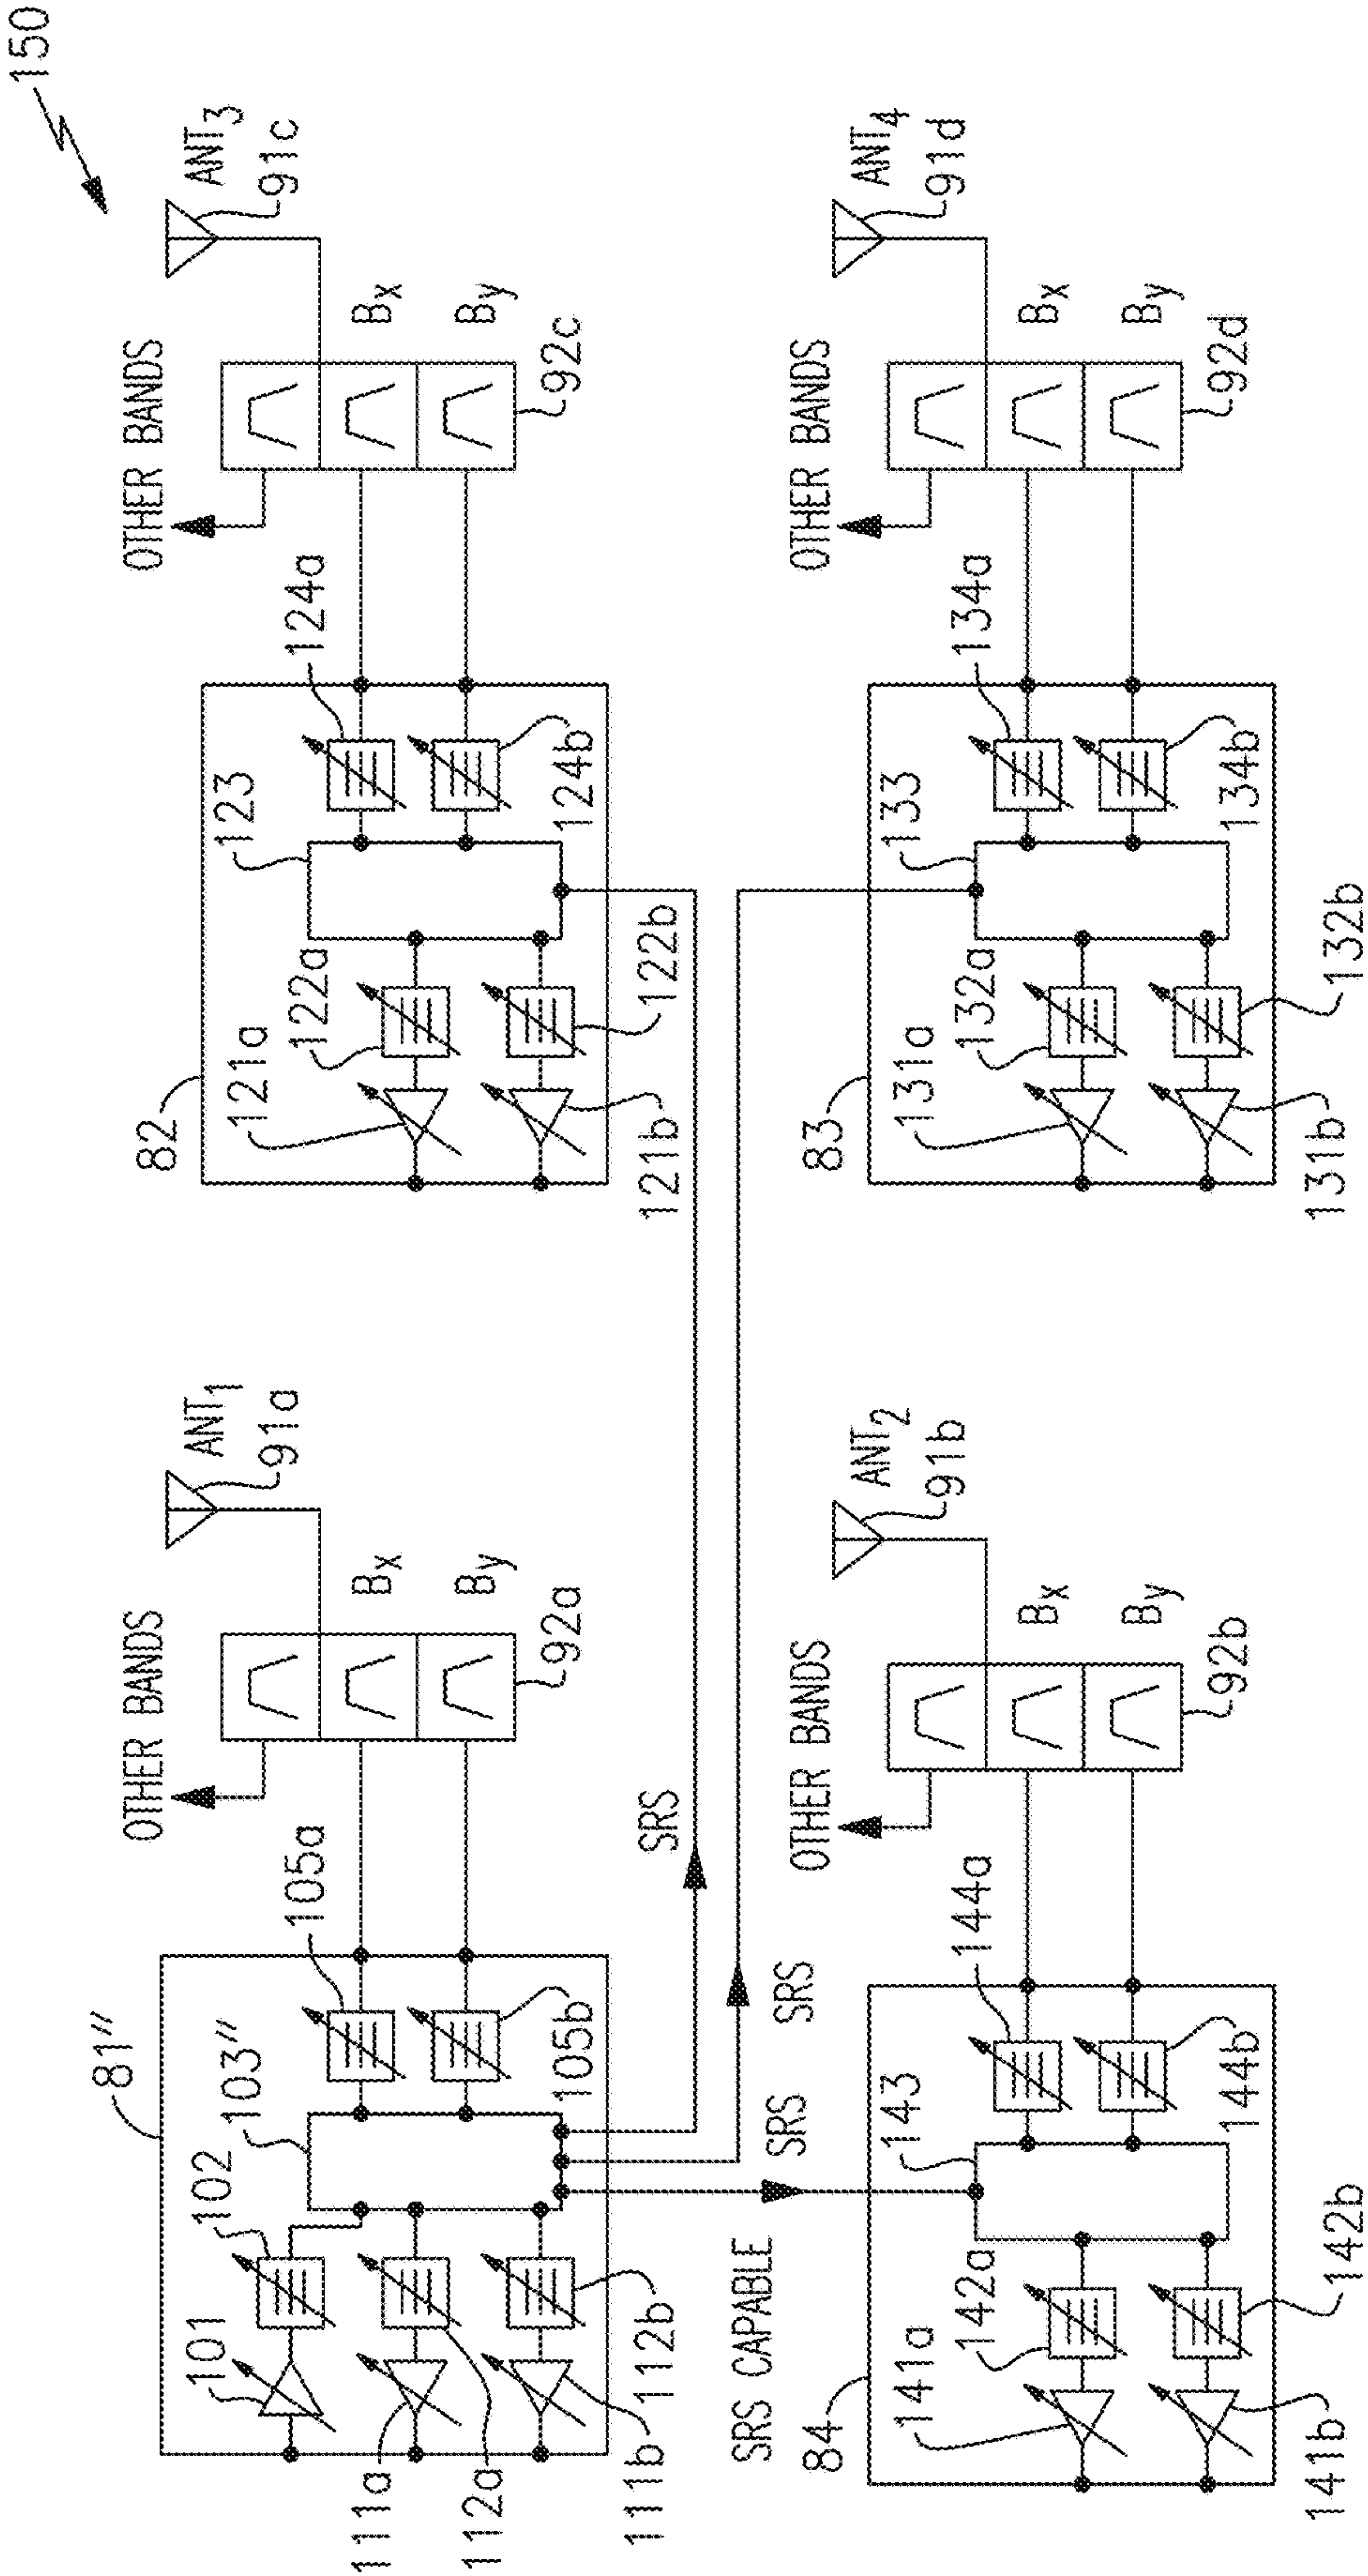 150
81″
101
102
103″
105a
105b
111a
112a
111b
112b
OTHER BANDS
Bx
By
92a
ANT1
91a
82
121a
122a
123
124a
124b
121b
122b
OTHER BANDS
Bx
By
92c
ANT3
91c
SRS CAPABLE
SRS
SRS
SRS
84
141a
142a
143
144a
144b
141b
142b
OTHER BANDS
Bx
By
92b
ANT2
91b
83
131a
132a
133
134a
134b
131b
132b
OTHER BANDS
Bx
By
92d
ANT4
91d